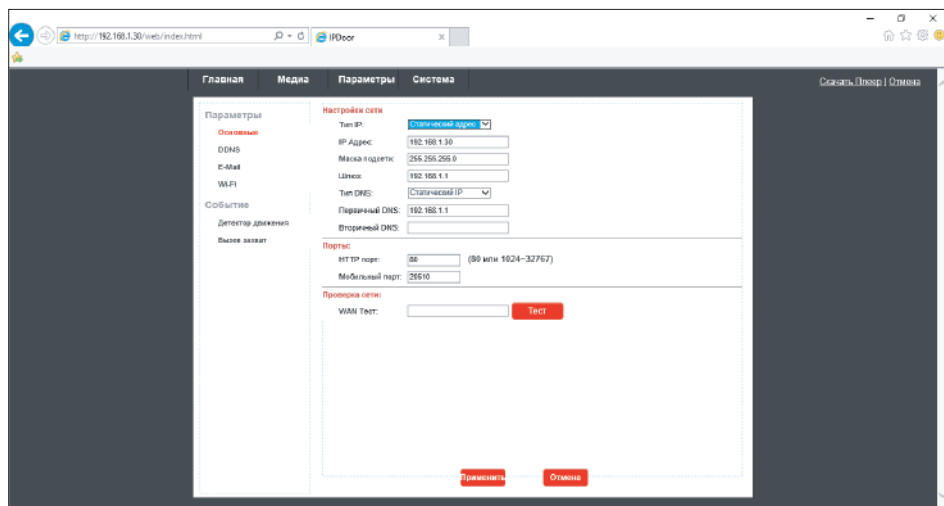 http://192.168.1.30/web/index.html
IPDoor
Главная Медиа Параметры Система
Скачать Плеер | Отмена
Параметры
Основные
DDNS
E-Mail
Wi-Fi
Событие
Детектор движения
Вызов захват
Настройки сети
Тип IP: Статический адрес
IP Адрес: 192.168.1.30
Маска подсети: 255.255.255.0
Шлюз: 192.168.1.1
Тип DNS: Статический IP
Первичный DNS: 192.168.1.1
Вторичный DNS:
Порты:
HTTP порт: 80 (80 или 1024~32767)
Мобильный порт: 20510
Проверка сети:
WAN Тест: Тест
Применить Отмена